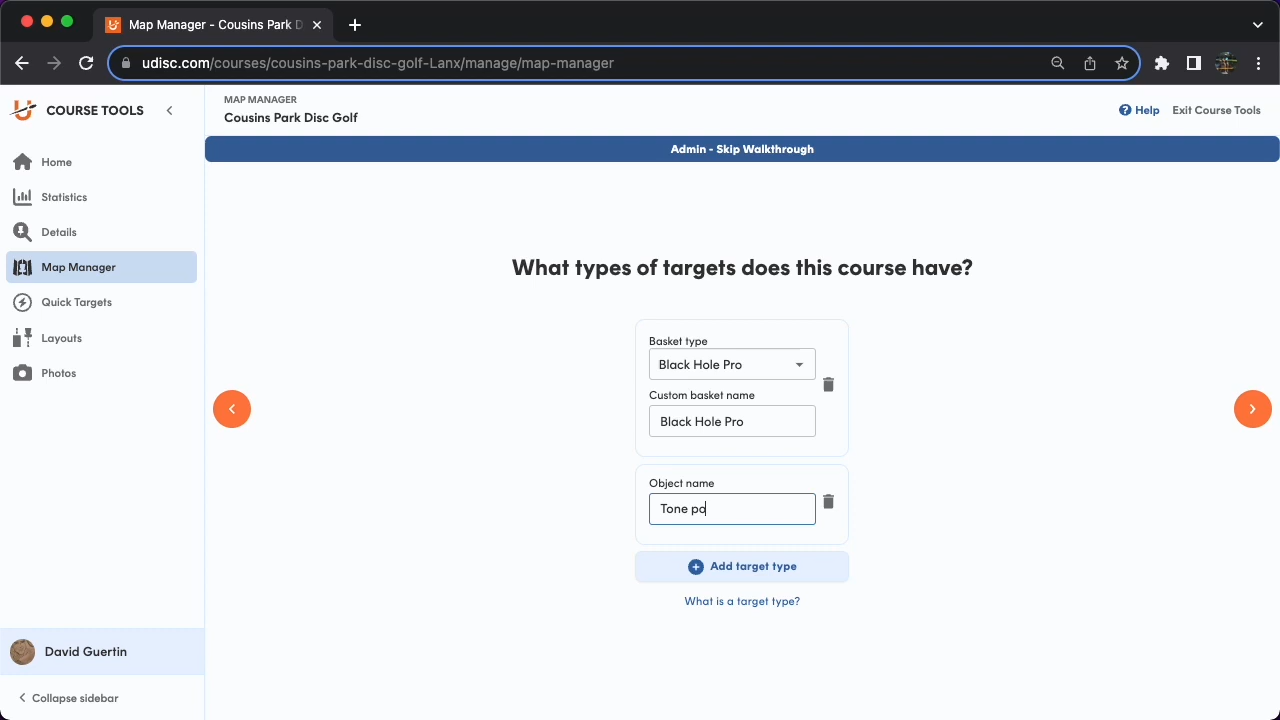 Map Manager - Cousins Park D
udisc.com/courses/cousins-park-disc-golf-Lanx/manage/map-manager
COURSE TOOLS
MAP MANAGER
Cousins Park Disc Golf
Help
Exit Course Tools
Admin - Skip Walkthrough
Home
Statistics
Details
Map Manager
Quick Targets
Layouts
Photos
What types of targets does this course have?
Basket type
Black Hole Pro
Custom basket name
Black Hole Pro
Object name
Tone po
Add target type
What is a target type?
David Guertin
Collapse sidebar